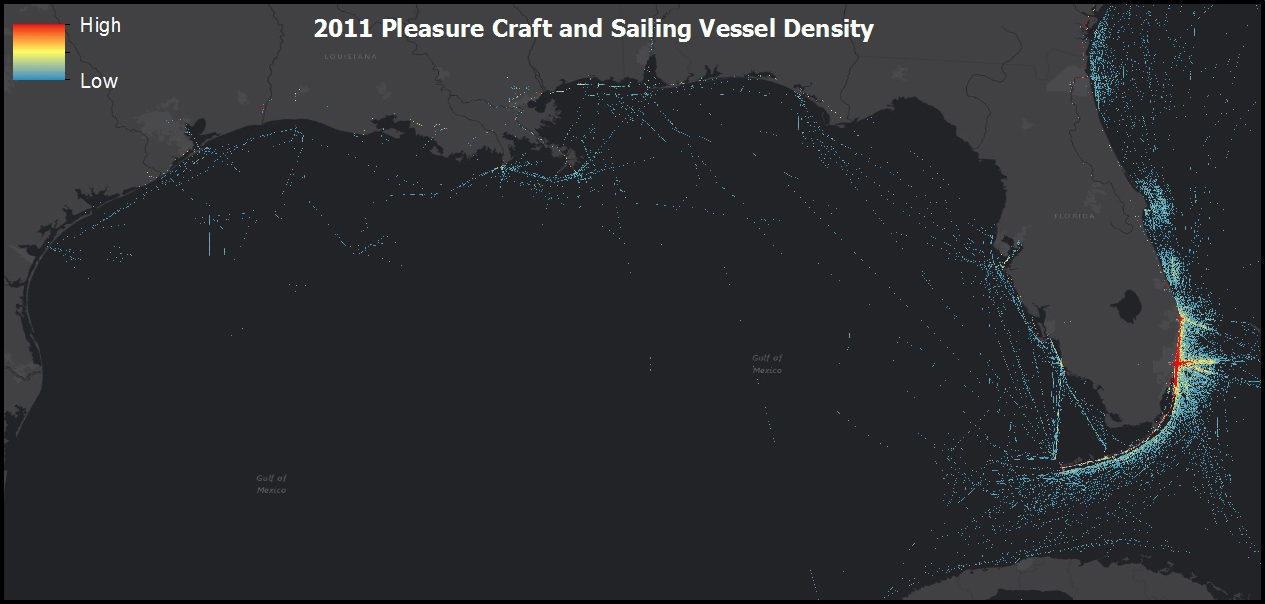 2011 Pleasure Craft and Sailing Vessel Density
High
Low
LOUISIANA
FLORIDA
Gulf of
Mexico
Gulf of
Mexico